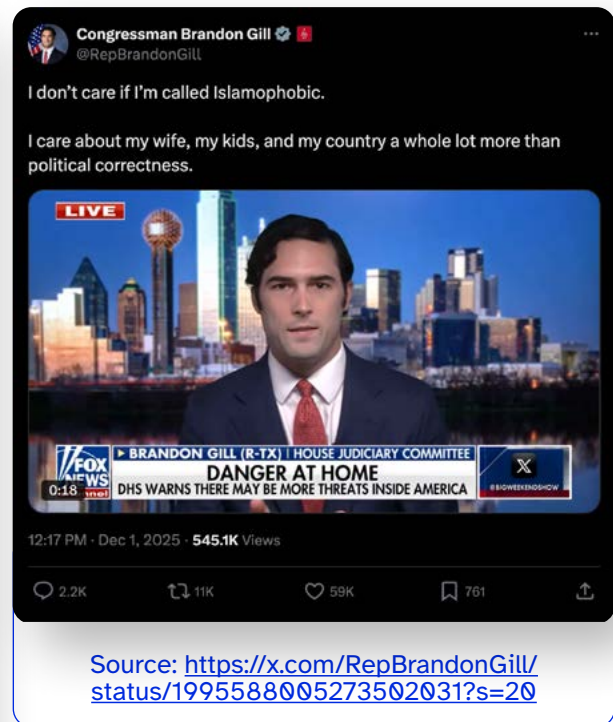 Congressman Brandon Gill
@RepBrandonGill
I don't care if I'm called Islamophobic.
I care about my wife, my kids, and my country a whole lot more than
political correctness.
LIVE
BRANDON GILL (R-TX) | HOUSE JUDICIARY COMMITTEE
DANGER AT HOME
DHS WARNS THERE MAY BE MORE THREATS INSIDE AMERICA
FOX
NEWS
0:18
X
@BIGWEEKENDSHOW
12:17 PM · Dec 1, 2025 · 545.1K Views
2.2K 11K 59K 761
Source: https://x.com/RepBrandonGill/
status/1995588005273502031?s=20